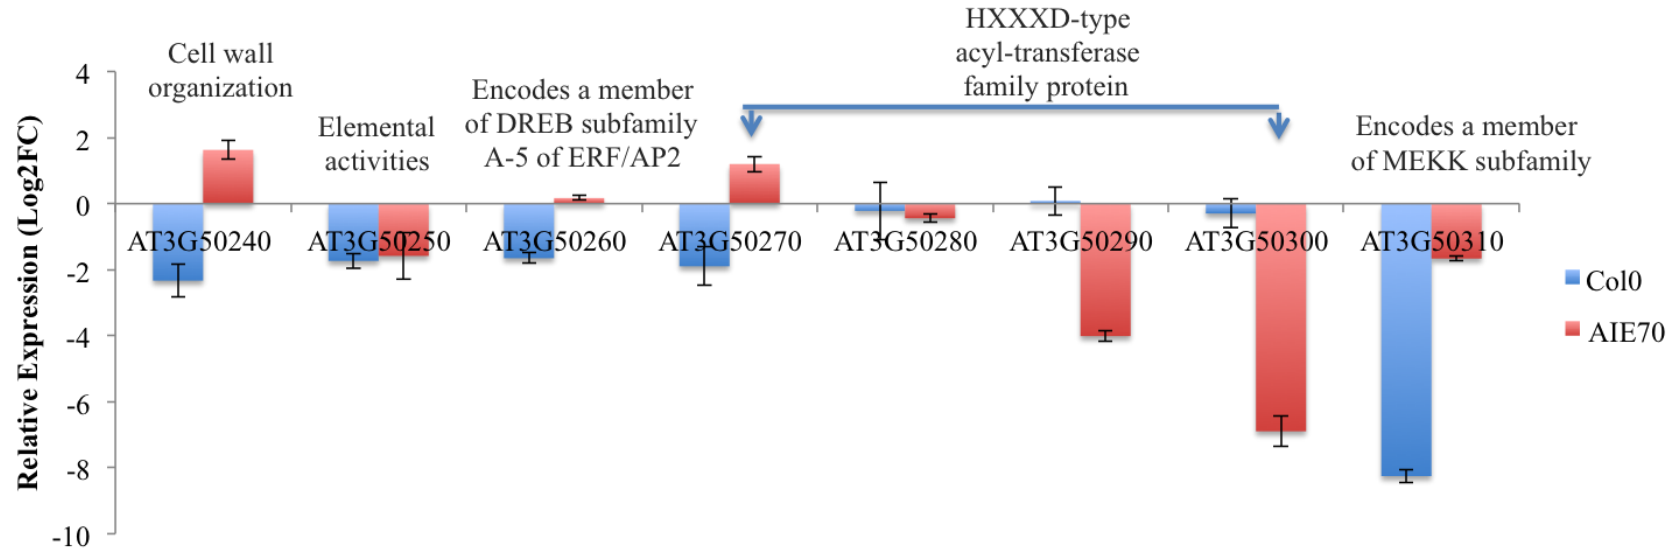 HXXXD-type
acyl-transferase
family protein
Cell wall
organization
Encodes a member
of DREB subfamily
A-5 of ERF/AP2
Elemental
activities
Encodes a member
of MEKK subfamily
Relative Expression (Log2FC)
4
2
0
-2
-4
-6
-8
-10
AT3G50240
AT3G50250
AT3G50260
AT3G50270
AT3G50280
AT3G50290
AT3G50300
AT3G50310
Col0
AIE70